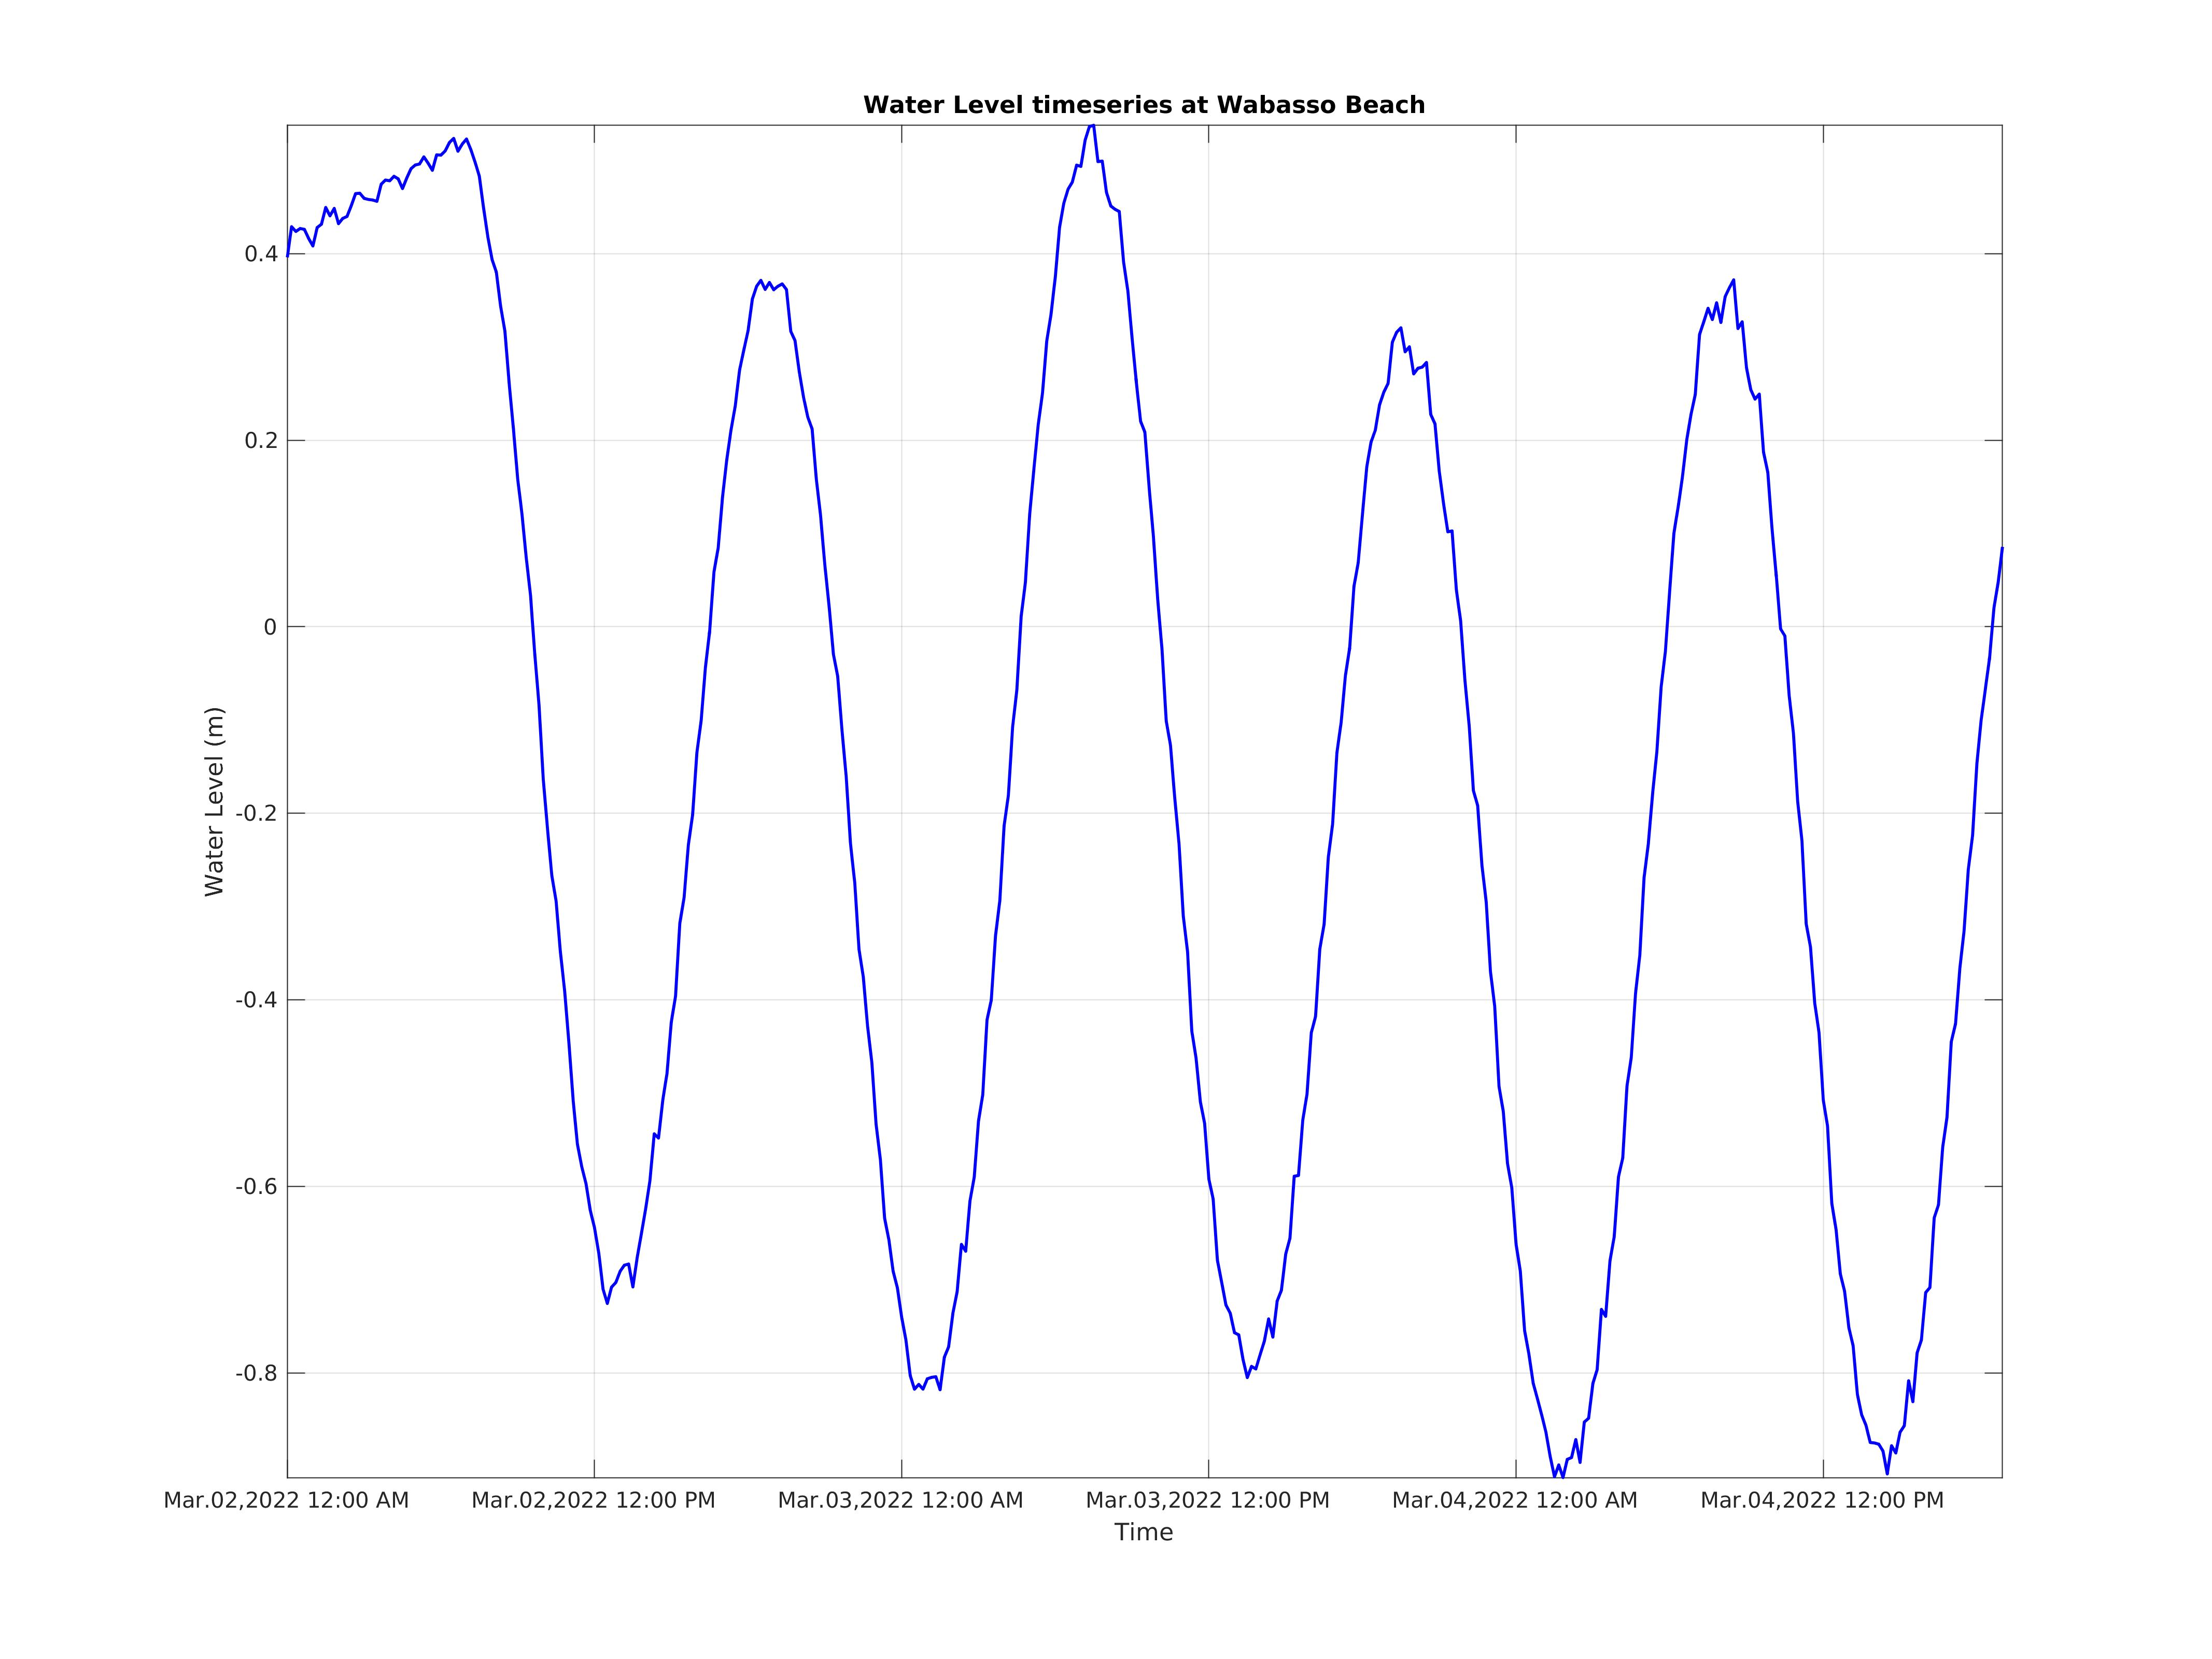 Water Level timeseries at Wabasso Beach
0.4
0.2
0
-0.2
-0.4
-0.6
-0.8
Water Level (m)
Mar.02,2022 12:00 AM Mar.02,2022 12:00 PM Mar.03,2022 12:00 AM Mar.03,2022 12:00 PM Mar.04,2022 12:00 AM Mar.04,2022 12:00 PM
Time